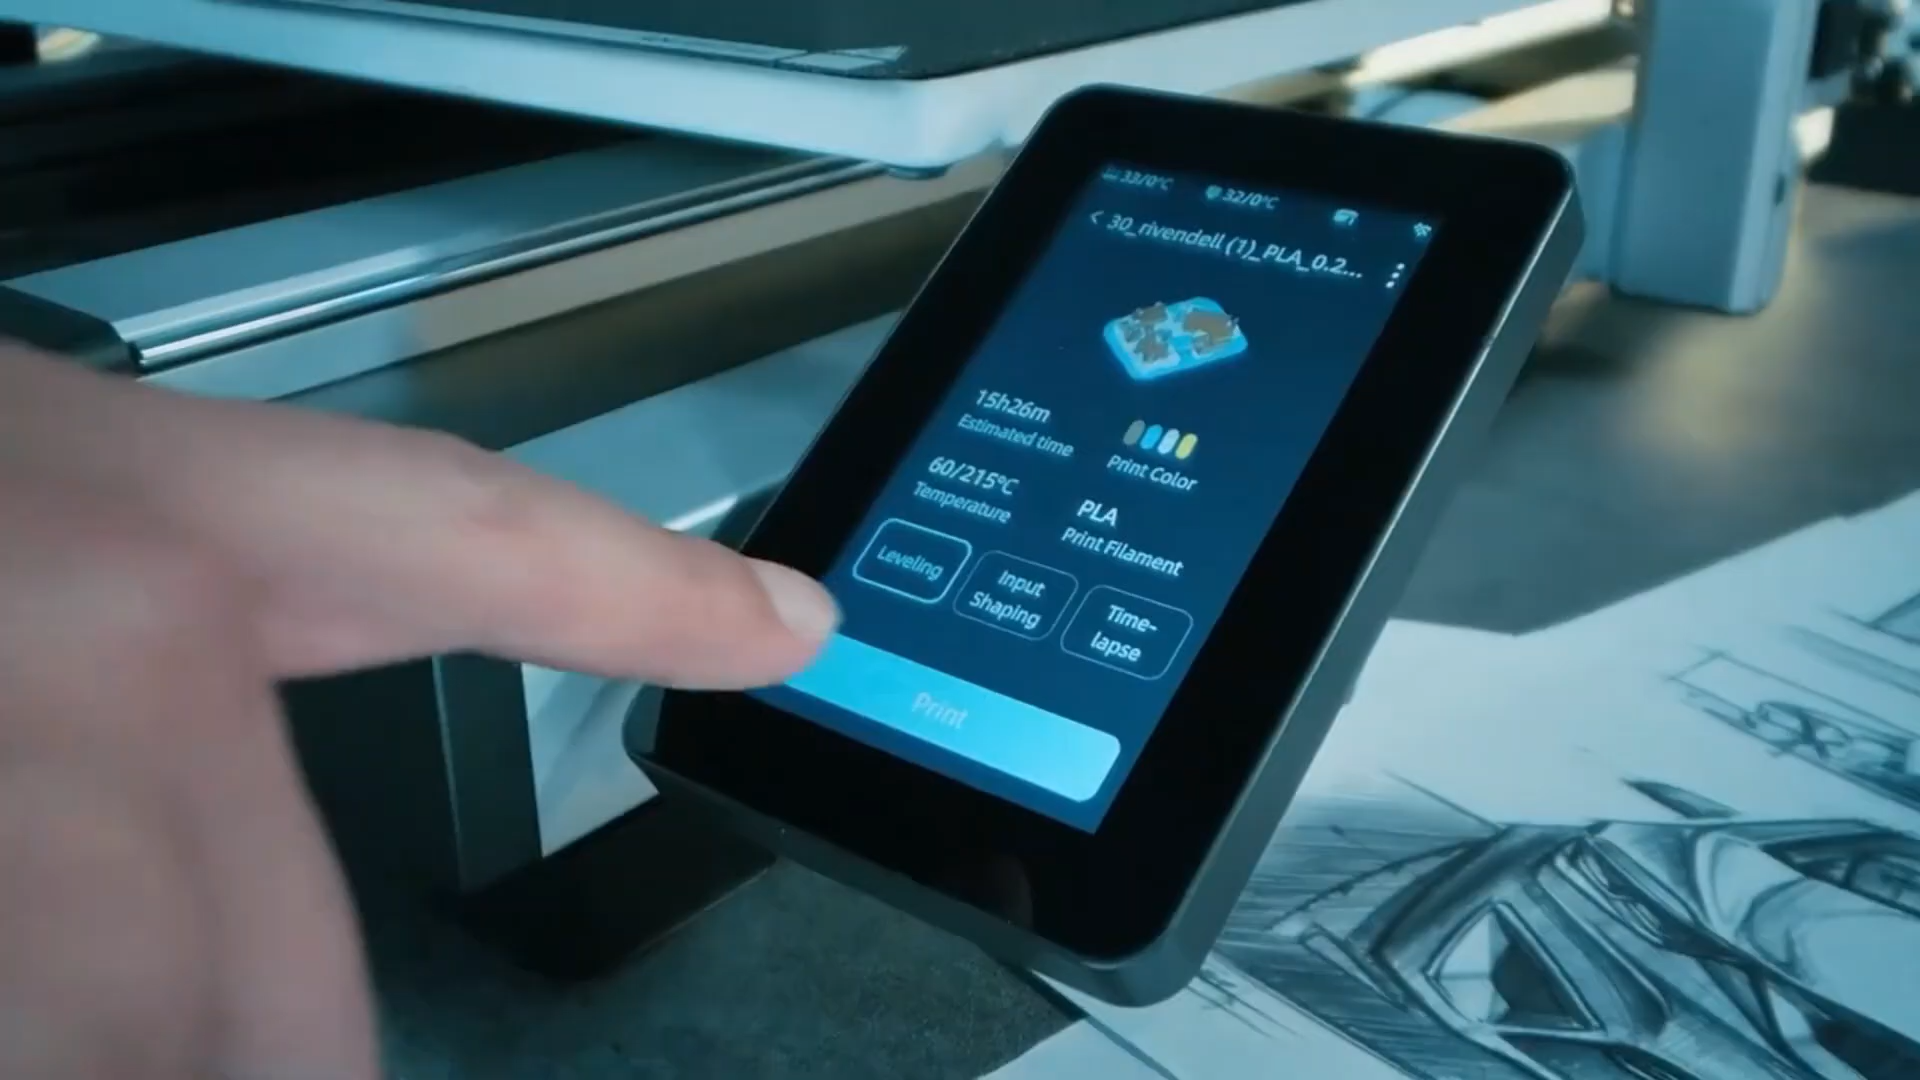 33/0°C 32/0°C
< 30_rivendell (1)_PLA_0.2...
15h26m
Estimated time
Print Color
60/215°C
Temperature
PLA
Print Filament
Leveling
Input
Shaping
Time-
lapse
Print